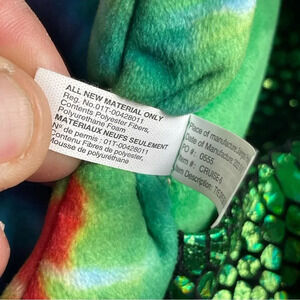 ALL NEW MATERIAL ONLY
Reg. No.01T-00428011
Contents Polyester Fibers,
Polyurethane Foam
MATÉRIAUX NEUFS SEULEMENT
Nº de permis : 01T-00428011
Contenu Fibres de polyester,
Mousse de polyuréthane
Place of manufacture:
Date of Manufacture:
PO #: 0555
Item #: CRUISE-
Item Description: